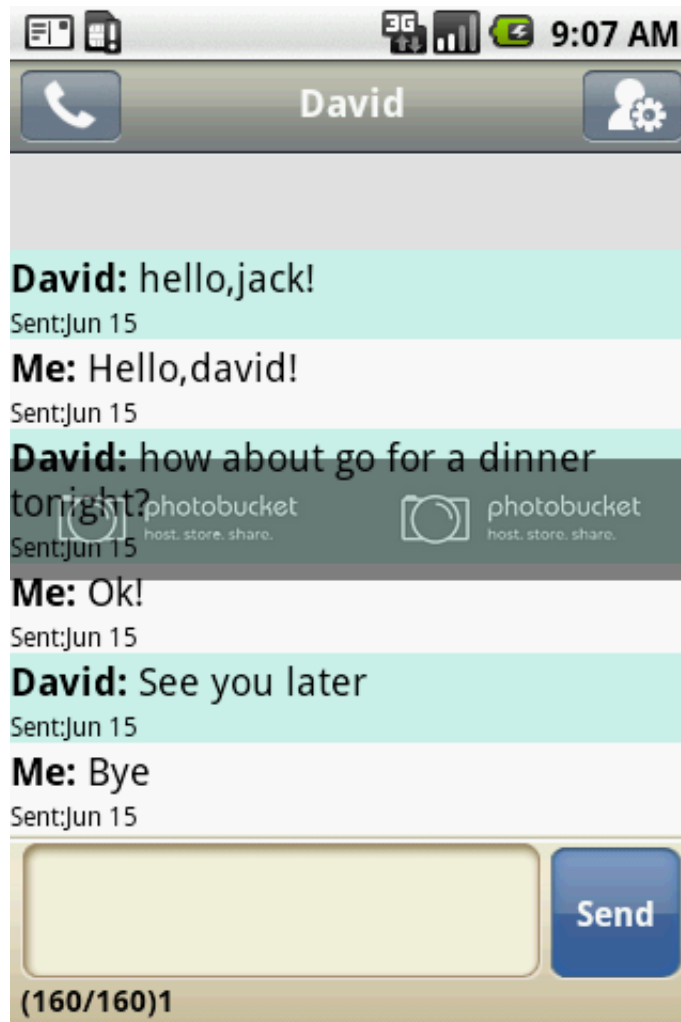 3G 9:07 AM
David
David: hello,jack!
Sent:Jun 15
Me: Hello,david!
Sent:Jun 15
David: how about go for a dinner
tonight?
photobucket photobucket
host. store. share. host. store. share.
Sent:Jun 15
Me: Ok!
Sent:Jun 15
David: See you later
Sent:Jun 15
Me: Bye
Sent:Jun 15
Send
(160/160)1